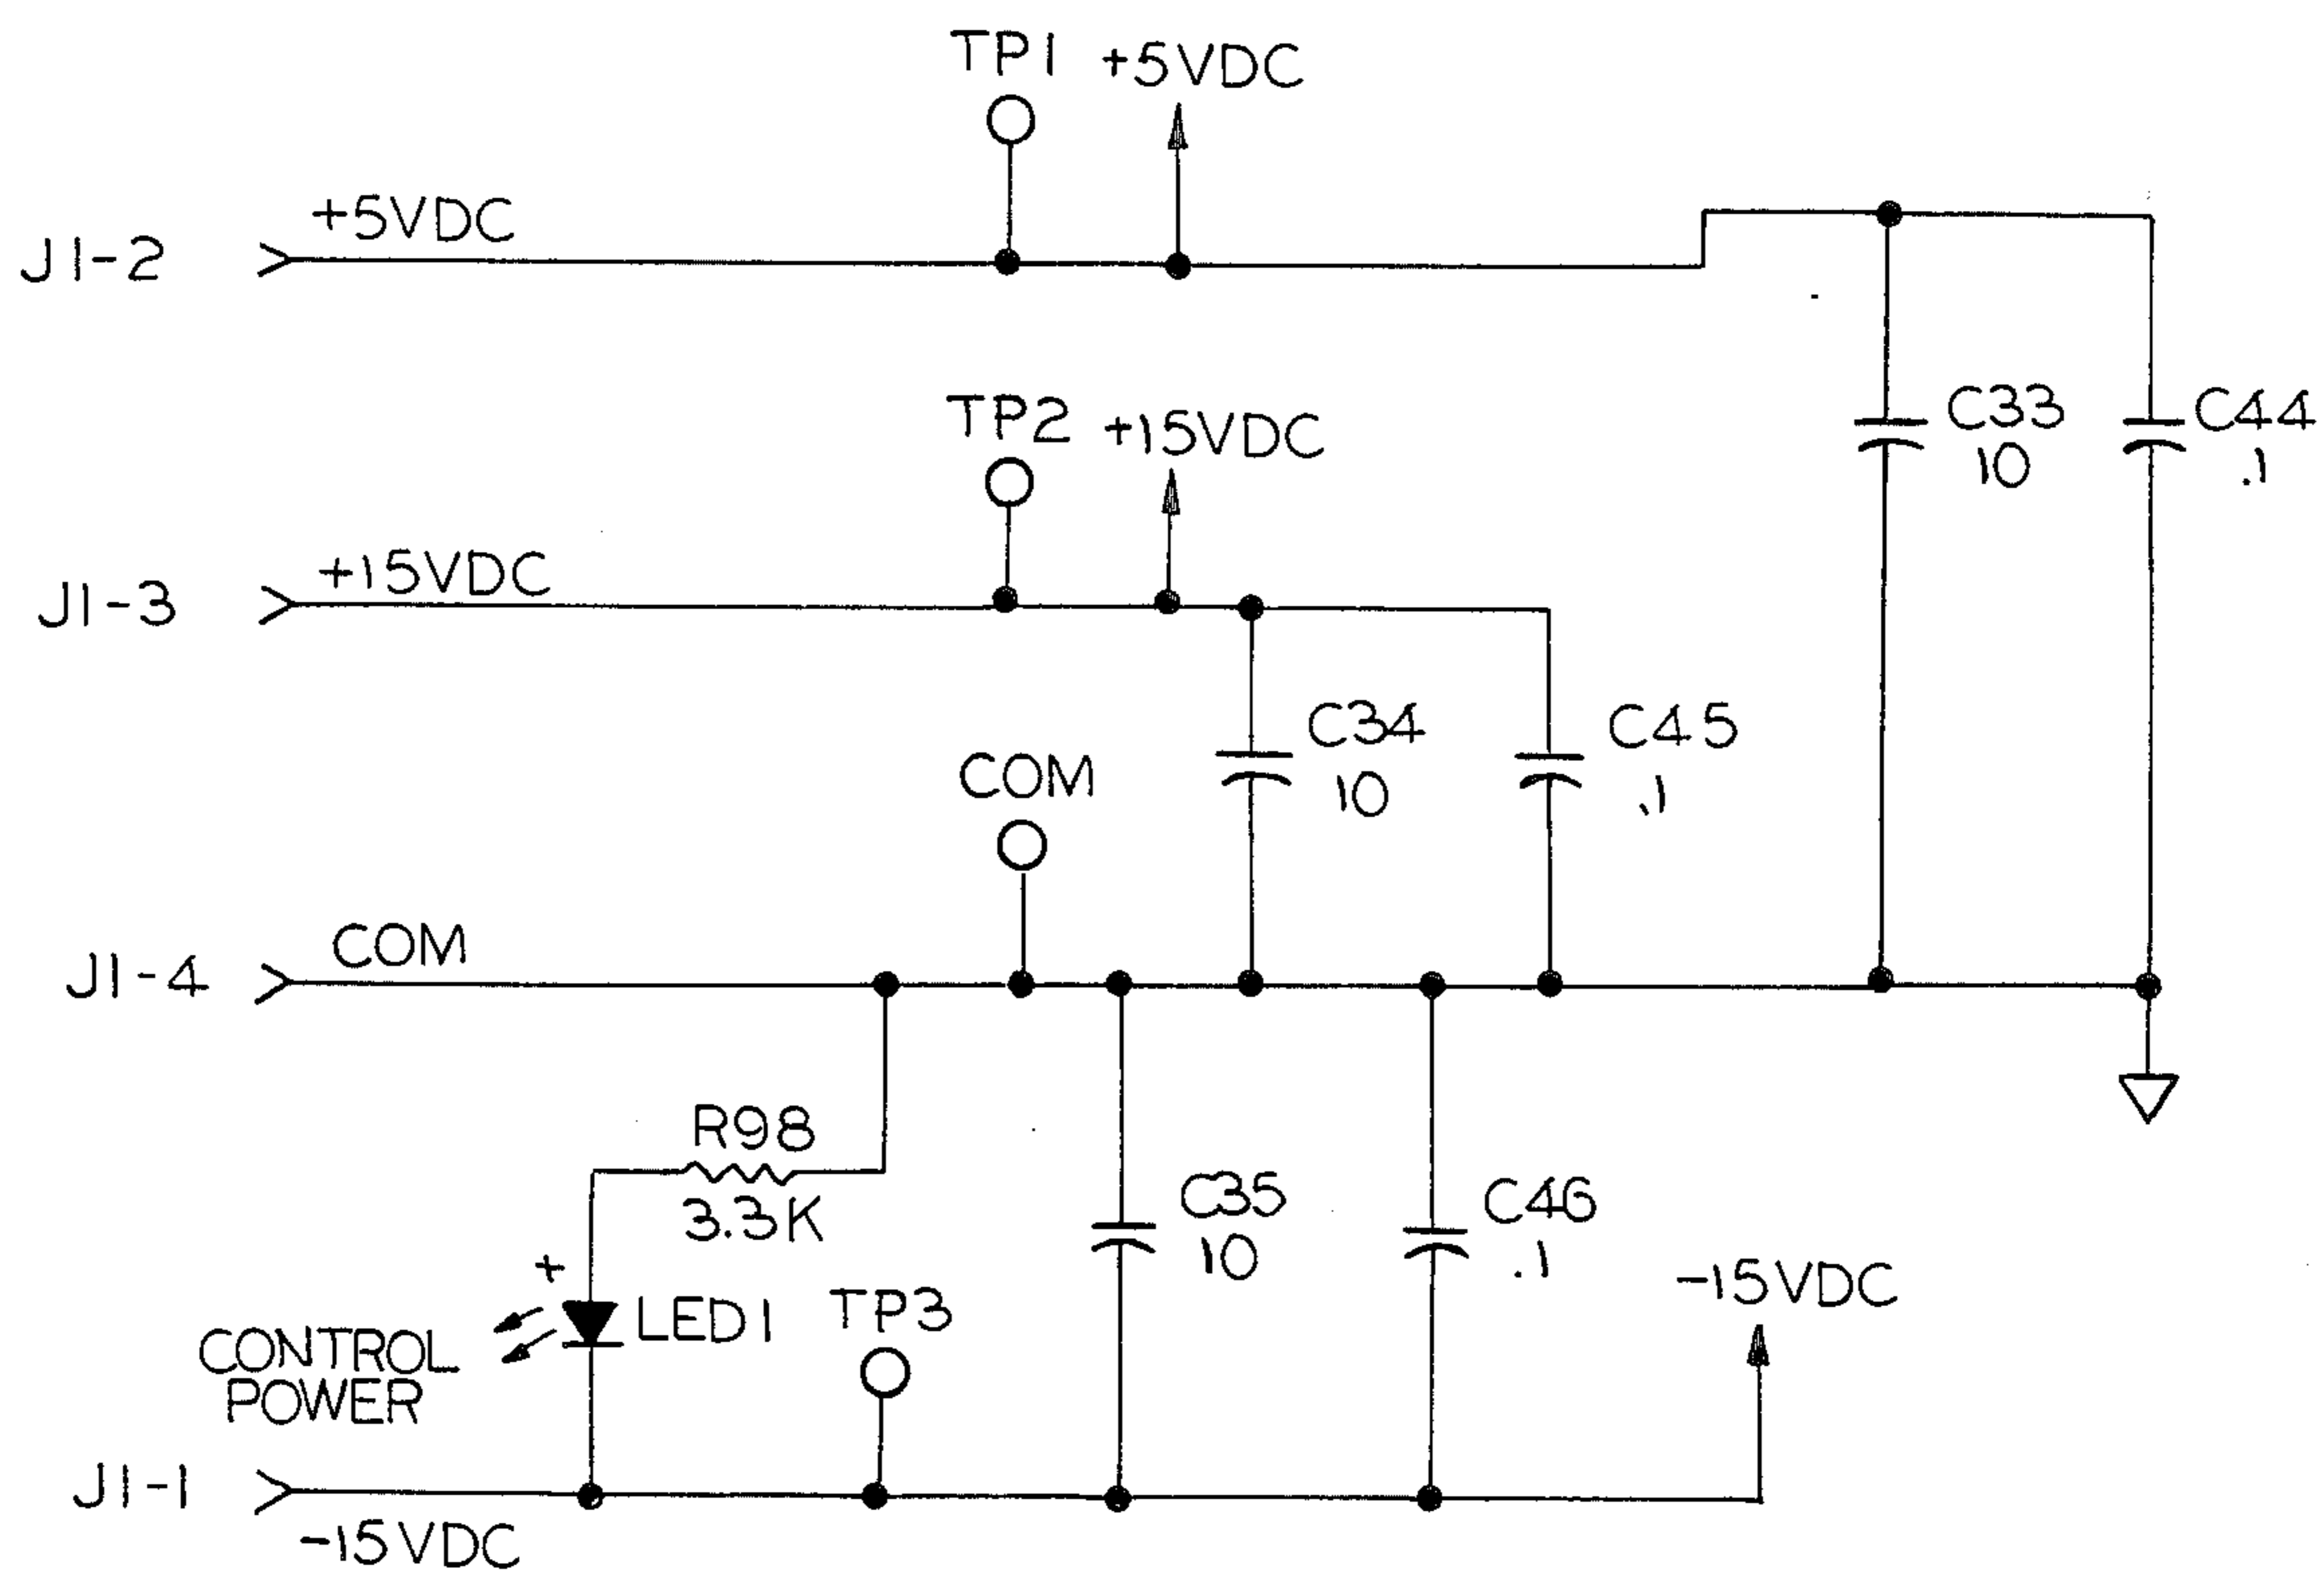 TP1
+5VDC
+5VDC
J1-2
C33
10
C44
.1
TP2
+15VDC
+15VDC
J1-3
C34
10
C45
.1
COM
COM
J1-4
R98
3.3K
C35
10
C46
.1
+
LED1
TP3
-15VDC
CONTROL
POWER
J1-1
-15VDC